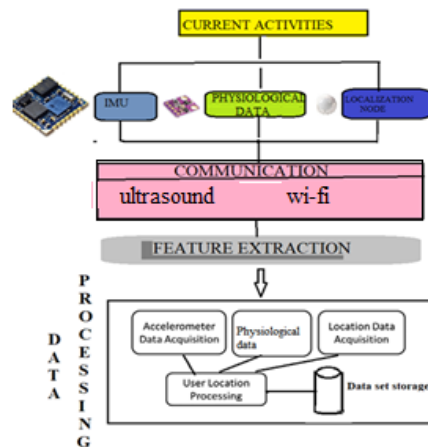 CURRENT ACTIVITIES
IMU
PHYSIOLOGICAL
DATA
LOCALIZATION
NODE
COMMUNICATION
ultrasound wi-fi
FEATURE EXTRACTION
DATA
PROCESSING
Accelerometer
Data Acquisition
Physiological
data
Location Data
Acquisition
User Location
Processing
Data set storage